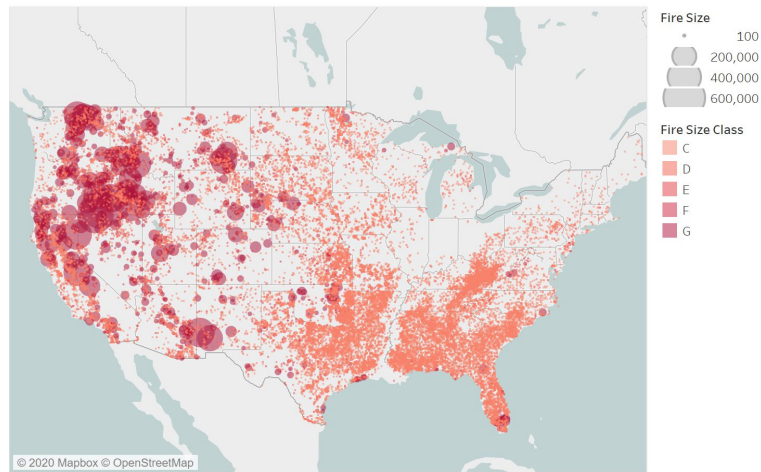 Fire Size
100
200,000
400,000
600,000
Fire Size Class
C
D
E
F
G
© 2020 Mapbox © OpenStreetMap